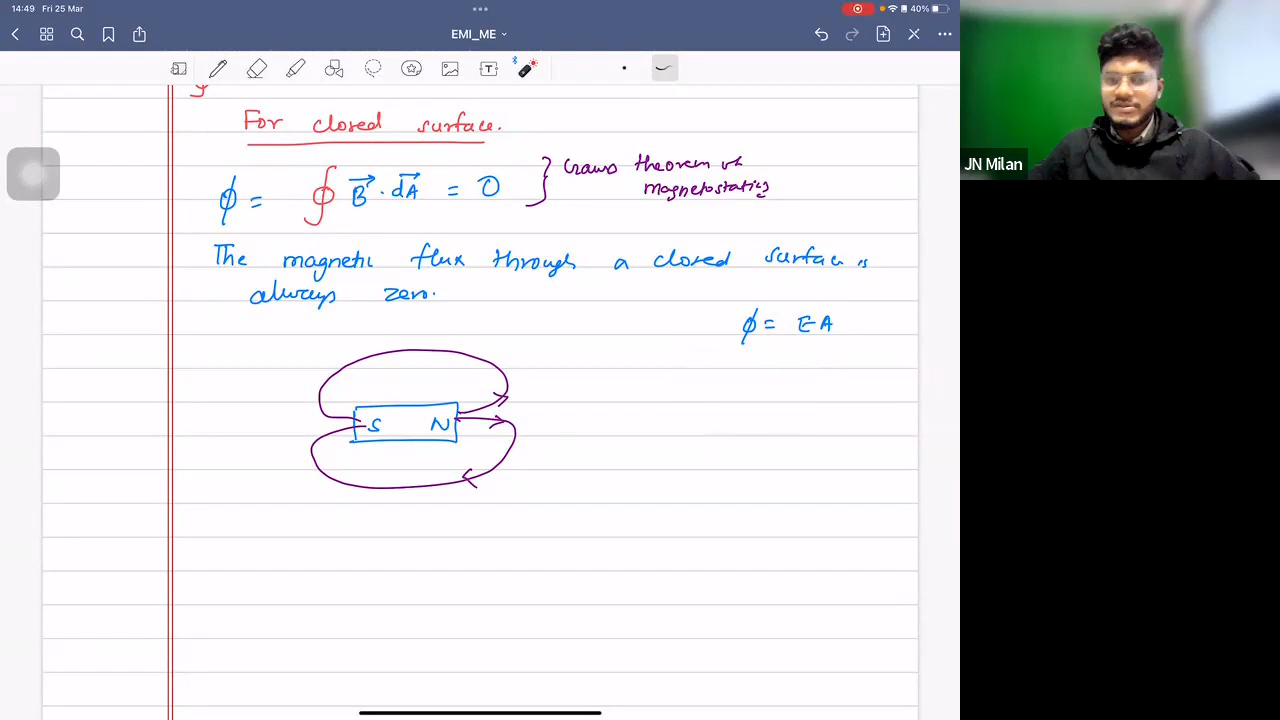 14:49 Fri 25 Mar
40%
EMI_ME
JN Milan
For closed surface.
ϕ = ∮ B⃗ · dA⃗ = 0
theorem of
magnetostatics
The magnetic flux through a closed surface is
always zero.
ϕ = EA
S N